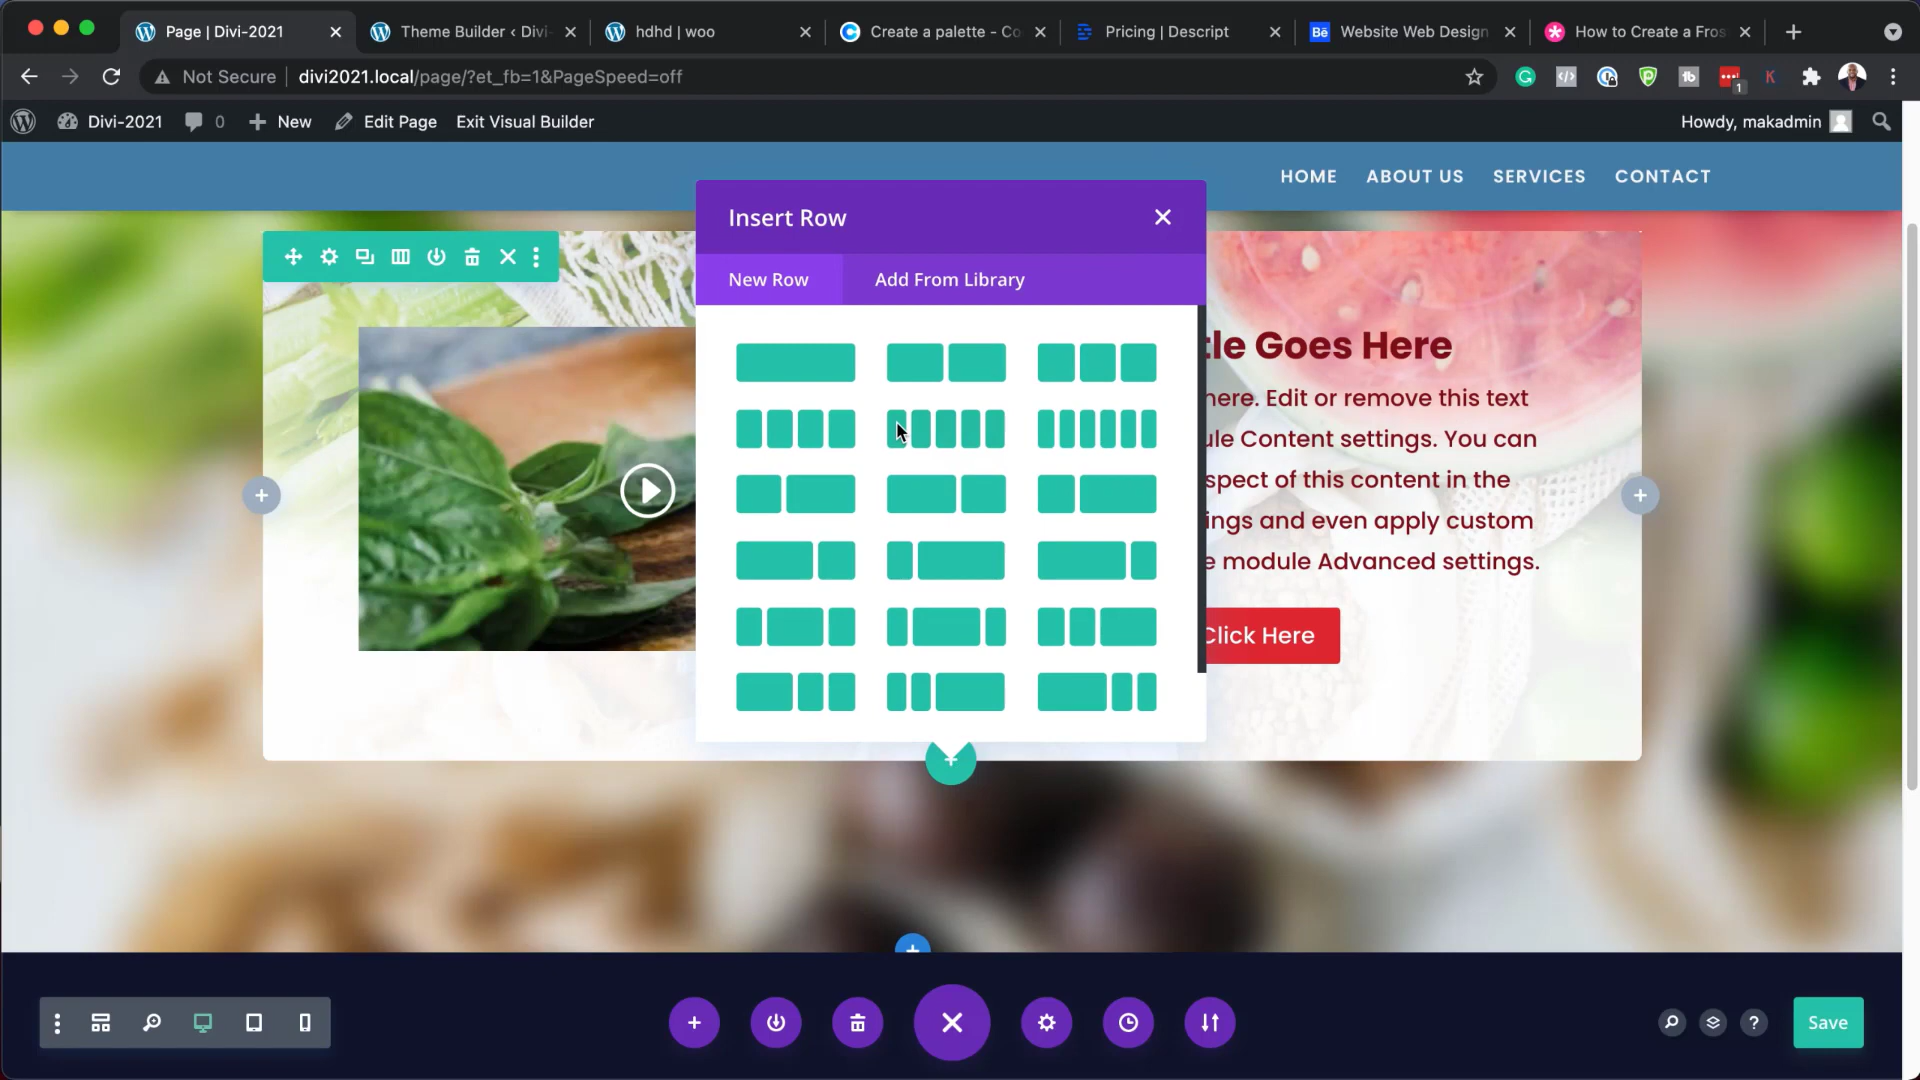 Page | Divi-2021
Theme Builder ‹ Divi-
hdhd | woo
Create a palette - Co
Pricing | Descript
Website Web Design
How to Create a Fros
Not Secure
divi2021.local/page/?et_fb=1&PageSpeed=off
1
Divi-2021
0
New
Edit Page
Exit Visual Builder
Howdy, makadmin
HOME
ABOUT US
SERVICES
CONTACT
Insert Row
New Row
Add From Library
tle Goes Here
here. Edit or remove this text
ule Content settings. You can
spect of this content in the
ings and even apply custom
e module Advanced settings.
Click Here
Save